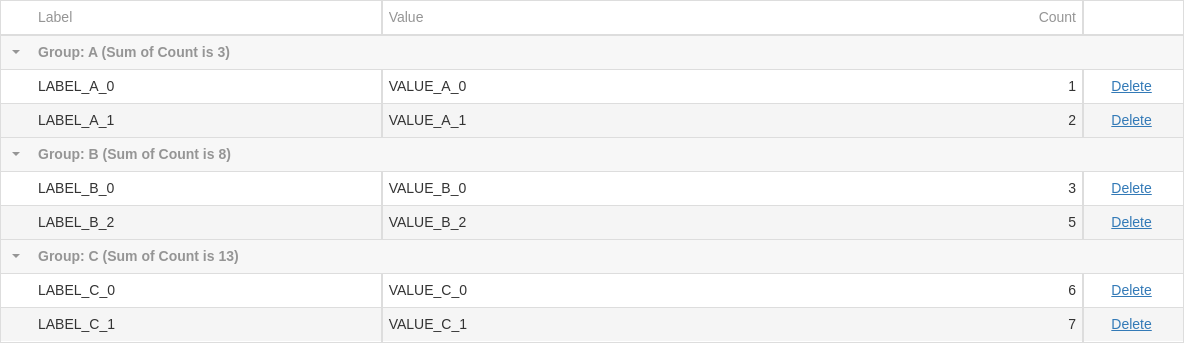 Label Value Count
Group: A (Sum of Count is 3)
LABEL_A_0 VALUE_A_0 1 Delete
LABEL_A_1 VALUE_A_1 2 Delete
Group: B (Sum of Count is 8)
LABEL_B_0 VALUE_B_0 3 Delete
LABEL_B_2 VALUE_B_2 5 Delete
Group: C (Sum of Count is 13)
LABEL_C_0 VALUE_C_0 6 Delete
LABEL_C_1 VALUE_C_1 7 Delete